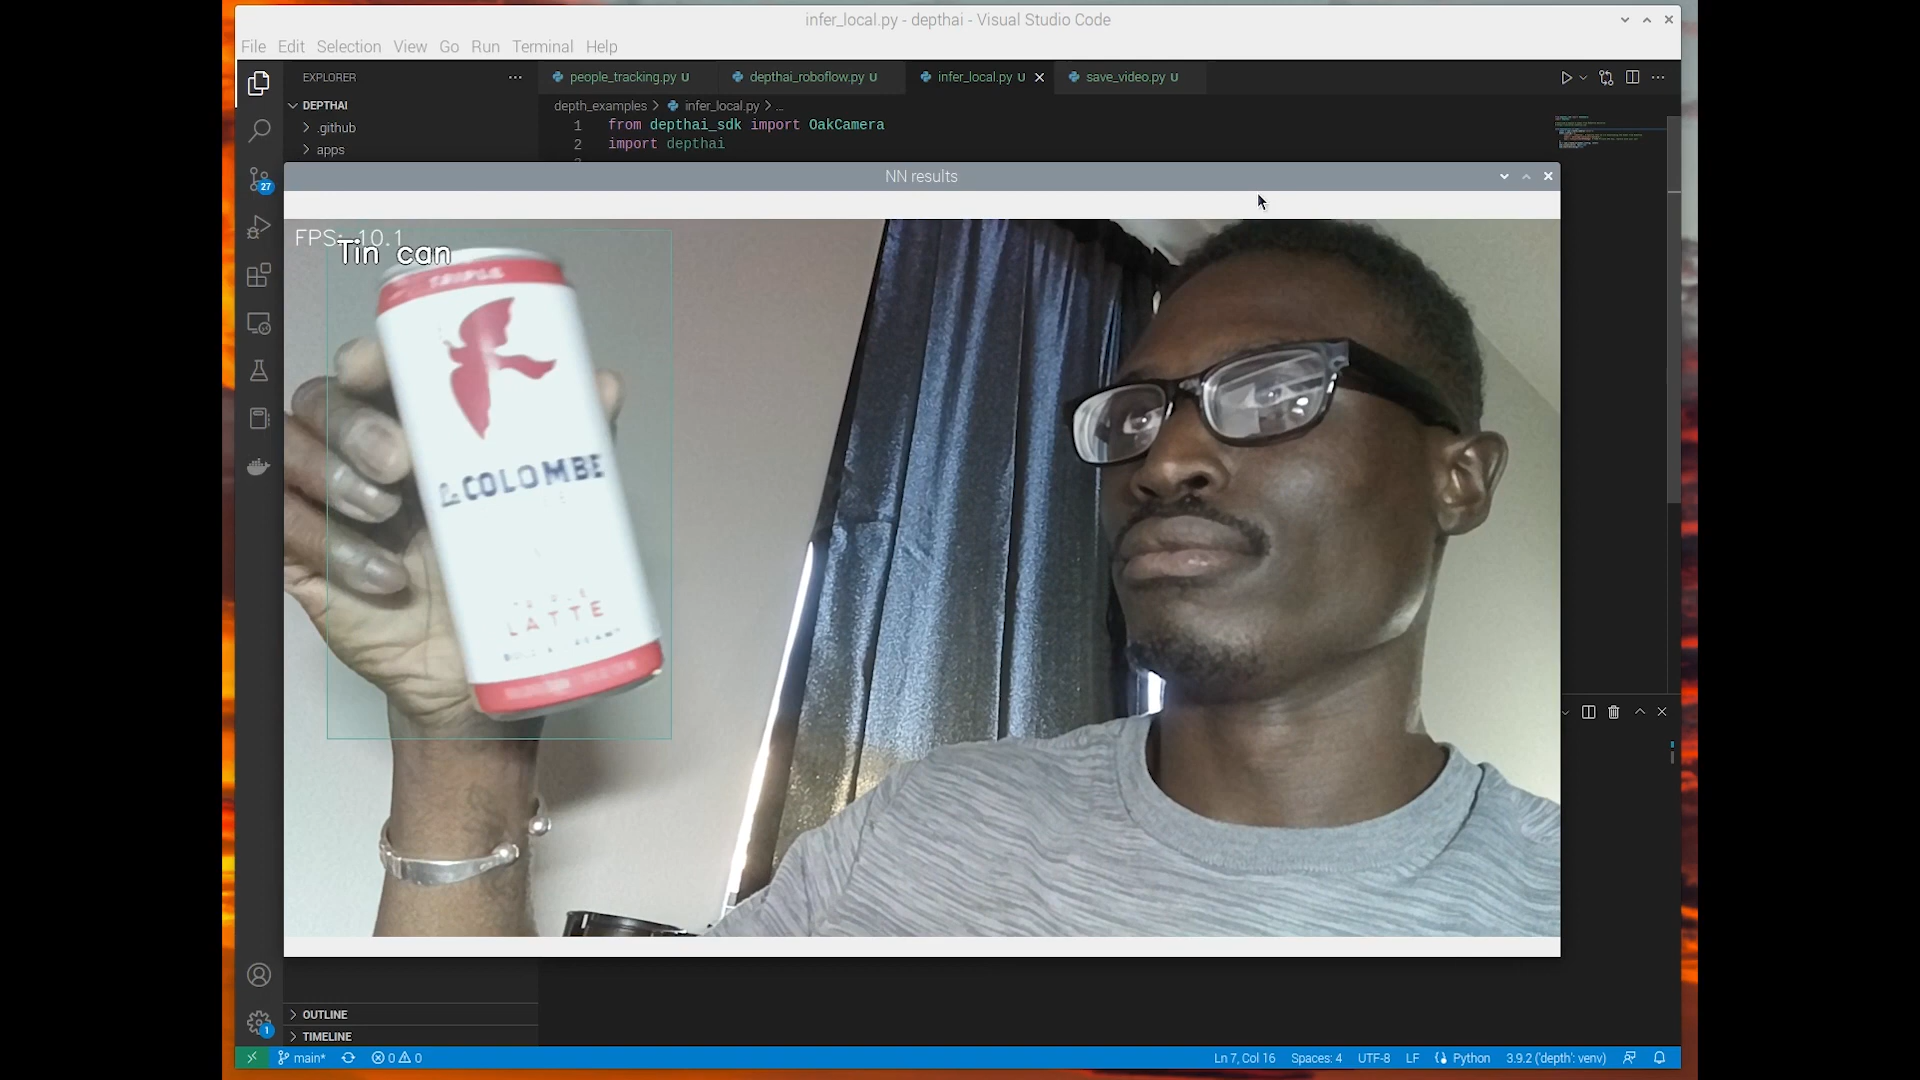 infer_local.py - depthai - Visual Studio Code
File Edit Selection View Go Run Terminal Help
EXPLORER
people_tracking.py U
depthai_roboflow.py U
infer_local.py U
save_video.py U
DEPTHAI
depth_examples > infer_local.py > ...
.github
1 from depthai_sdk import OakCamera
apps
2 import depthai
27
NN results
FPS: 10.1
Tin can
TRIPLE
La COLOMBE
LATTE
OUTLINE
1
TIMELINE
main* 0 0 Ln 7, Col 16 Spaces: 4 UTF-8 LF Python 3.9.2 ('depth': venv)